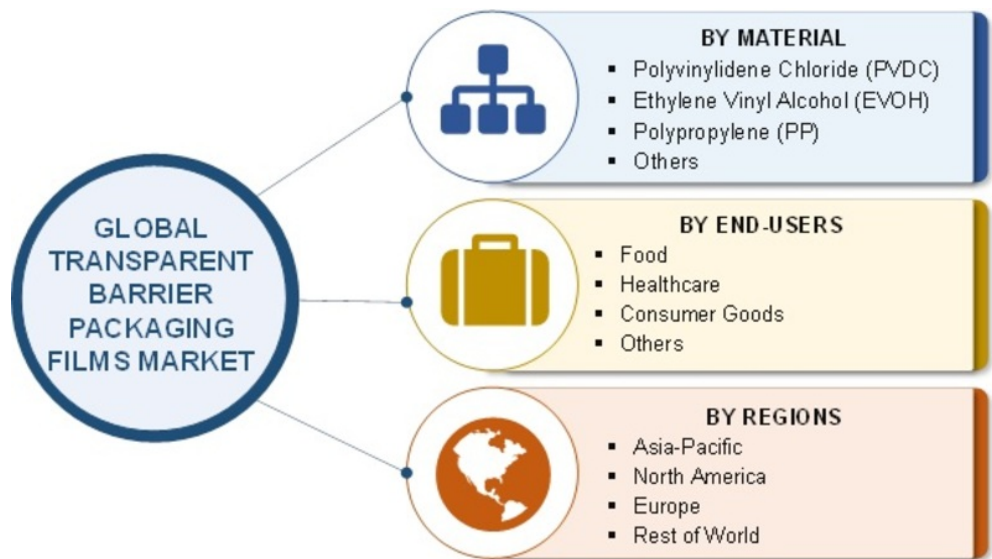 GLOBAL
TRANSPARENT
BARRIER
PACKAGING
FILMS MARKET
BY MATERIAL
▪ Polyvinylidene Chloride (PVDC)
▪ Ethylene Vinyl Alcohol (EVOH)
▪ Polypropylene (PP)
▪ Others
BY END-USERS
▪ Food
▪ Healthcare
▪ Consumer Goods
▪ Others
BY REGIONS
▪ Asia-Pacific
▪ North America
▪ Europe
▪ Rest of World